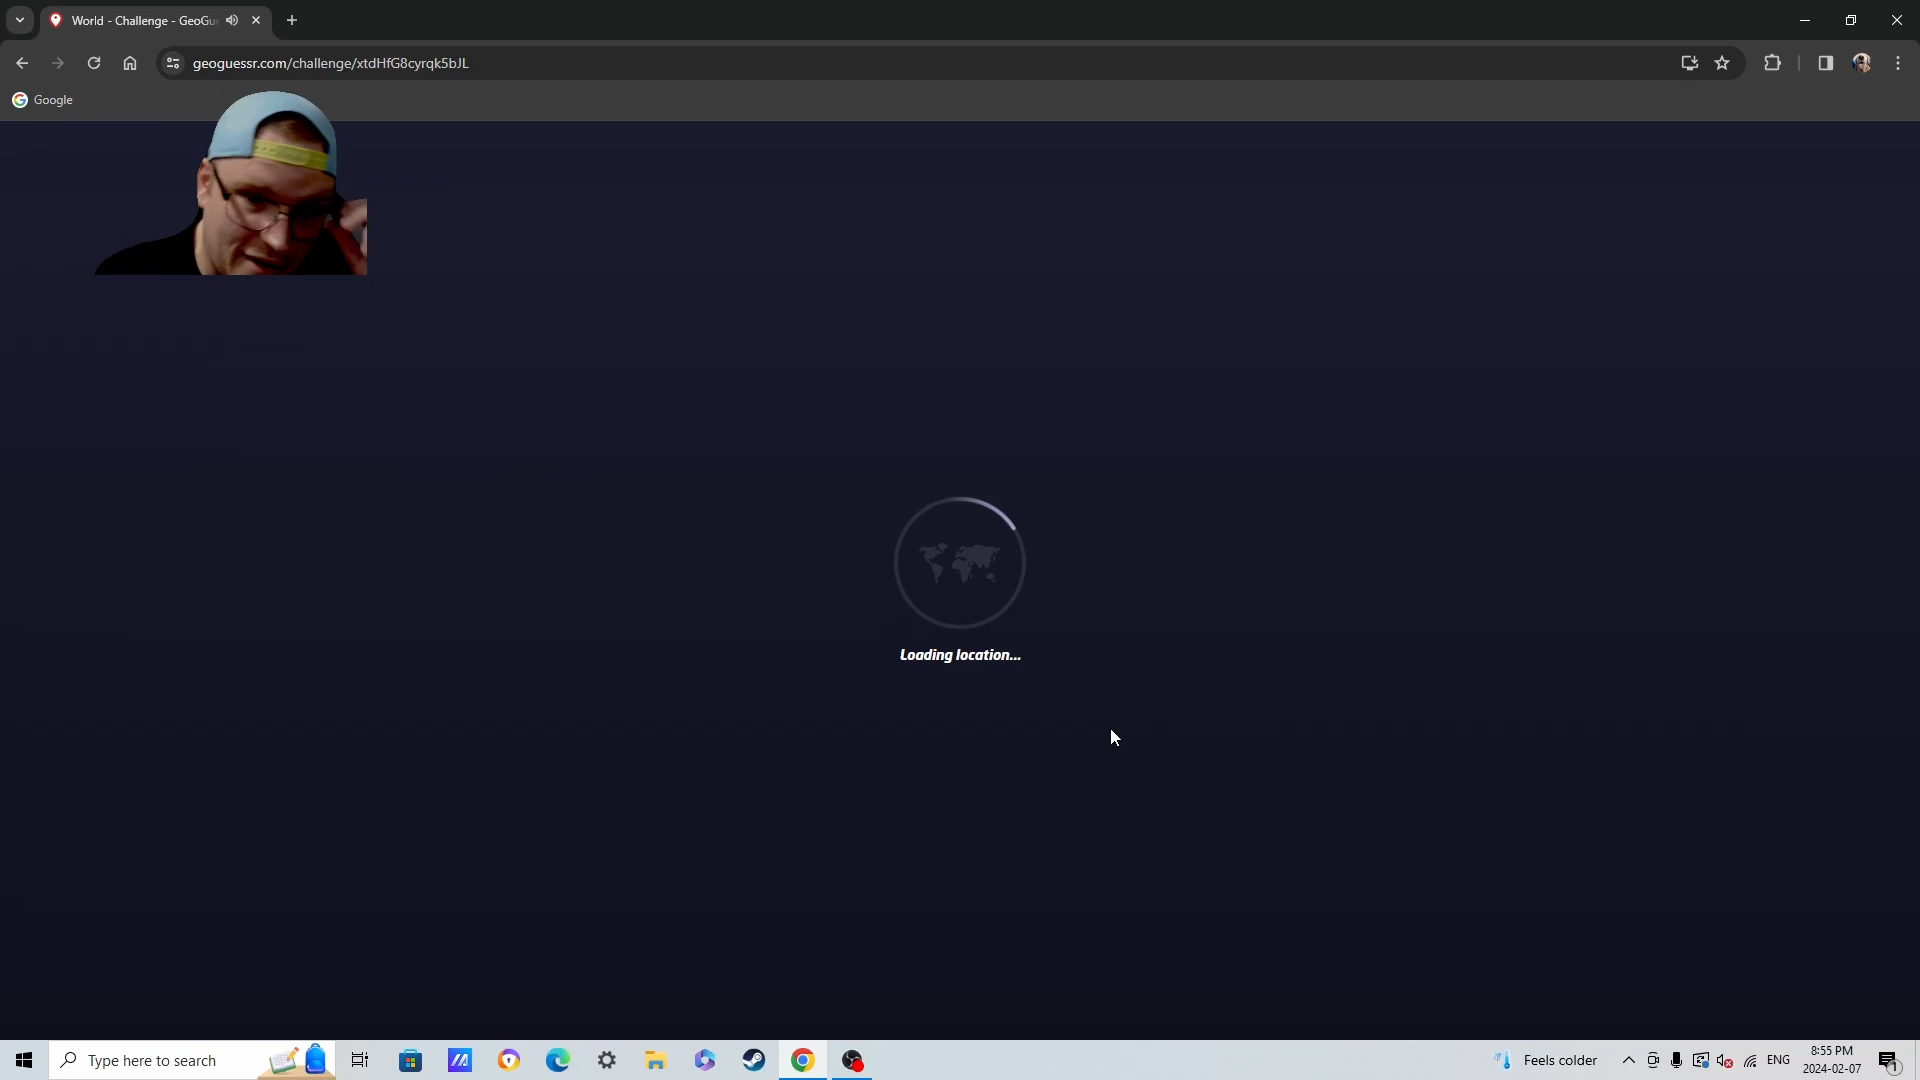 World - Challenge - GeoGu
geoguessr.com/challenge/xtdHfG8cyrqk5bJL
Google
Loading location...
Type here to search
Feels colder
ENG
8:55 PM
2024-02-07
1